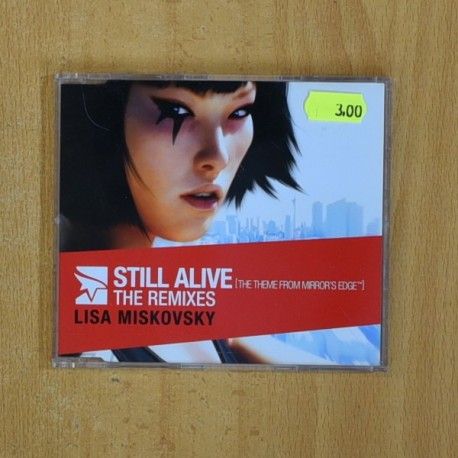 3.00
STILL ALIVE [THE THEME FROM MIRROR'S EDGE™]
THE REMIXES
LISA MISKOVSKY